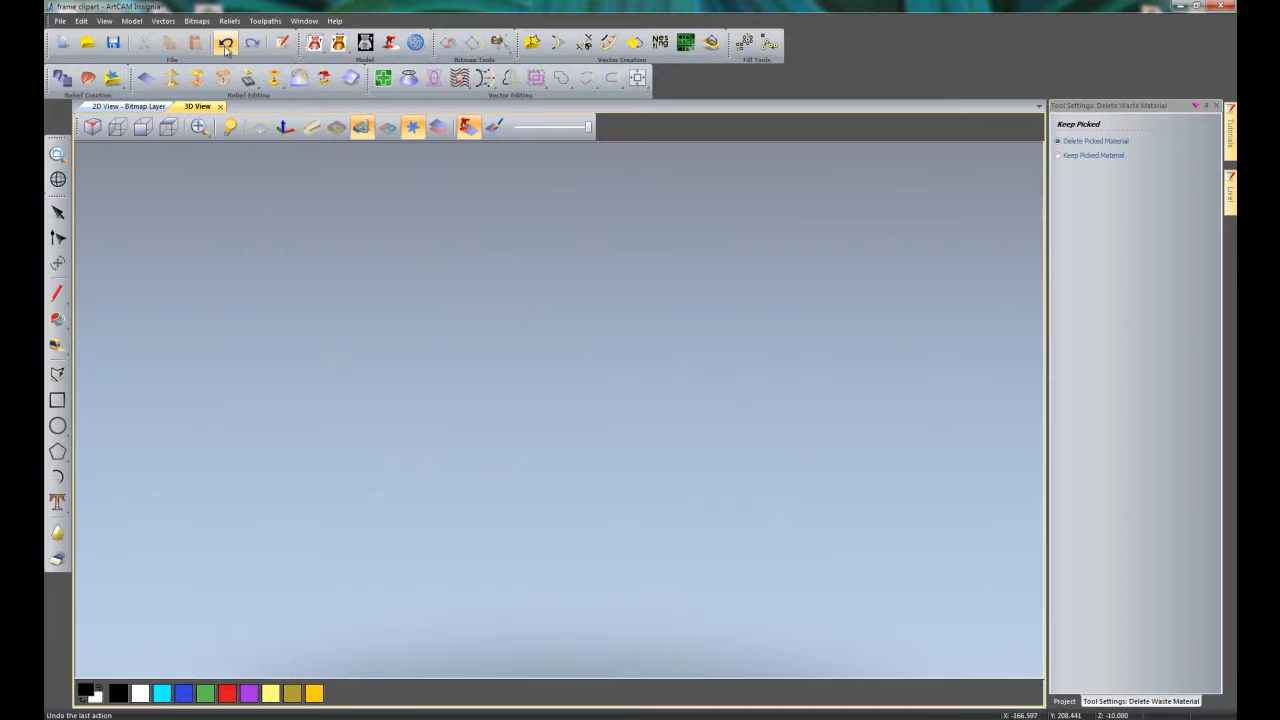 frame clipart - ArtCAM Insignia
File Edit View Model Vectors Bitmaps Reliefs Toolpaths Window Help
File Model Bitmap Tools Vector Creation Fill Tools
Relief Creation Relief Editing Vector Editing
2D View - Bitmap Layer 3D View
Tool Settings: Delete Waste Material
Keep Picked
Delete Picked Material
Keep Picked Material
Tutorials
Project Tool Settings: Delete Waste Material
Undo the last action X: -166.597 Y: 208.441 Z: -10.000